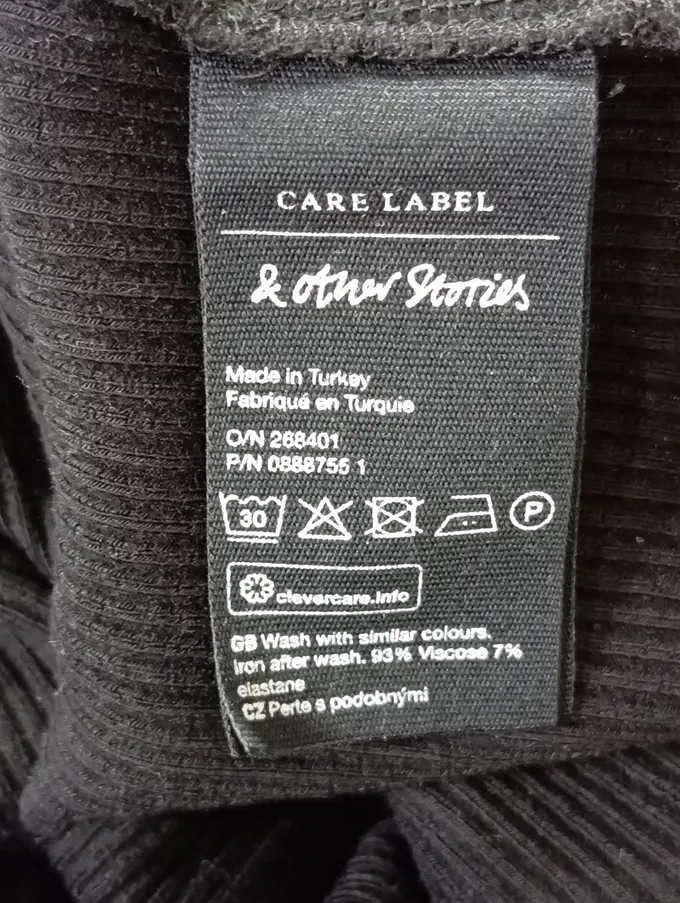 CARE LABEL
& other Stories
Made in Turkey
Fabriqué en Turquie
O/N 268401
P/N 0888755 1
30
P
clevercare.info
GB Wash with similar colours.
Iron after wash. 93% Viscose 7%
elastane
CZ Perte s podobnými